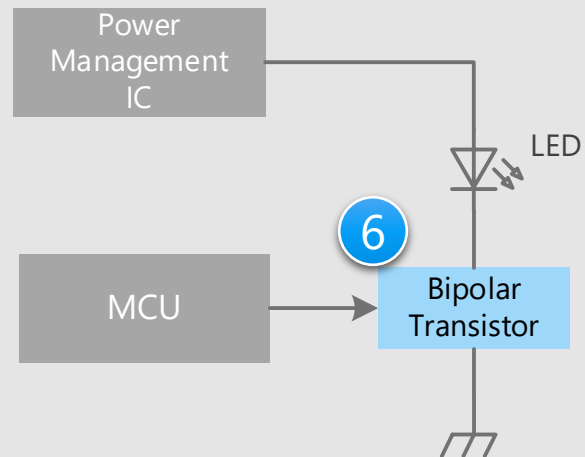 Power
Management
IC
LED
6
MCU
Bipolar
Transistor